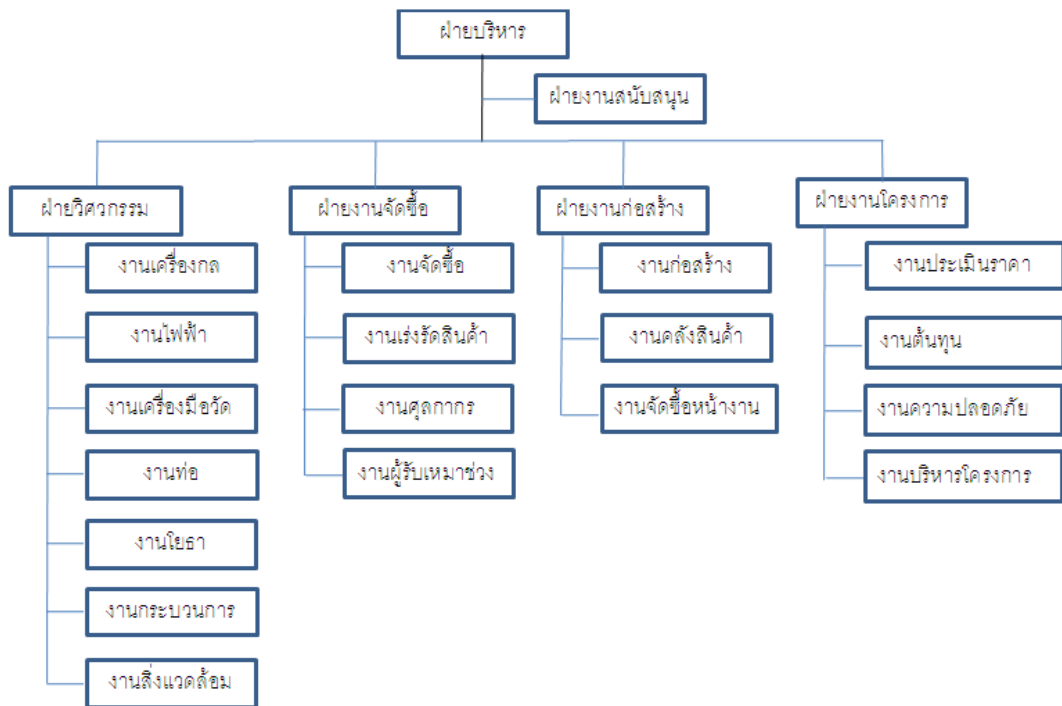 ฝ่ายบริหาร
ฝ่ายงานสนับสนุน
ฝ่ายวิศวกรรม
งานเครื่องกล
งานไฟฟ้า
งานเครื่องมือวัด
งานท่อ
งานโยธา
งานกระบวนการ
งานสิ่งแวดล้อม
ฝ่ายงานจัดซื้อ
งานจัดซื้อ
งานเร่งรัดสินค้า
งานศุลกากร
งานผู้รับเหมาช่วง
ฝ่ายงานก่อสร้าง
งานก่อสร้าง
งานคลังสินค้า
งานจัดซื้อหน้างาน
ฝ่ายงานโครงการ
งานประเมินราคา
งานต้นทุน
งานความปลอดภัย
งานบริหารโครงการ